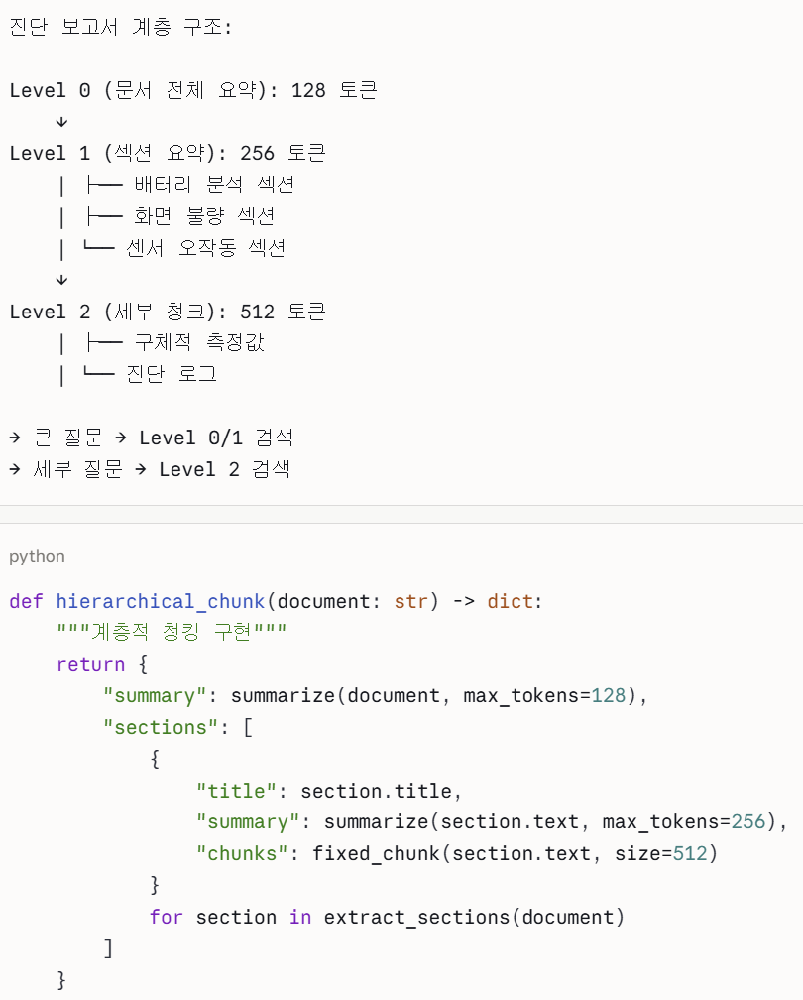 진단 보고서 계층 구조:
Level 0 (문서 전체 요약): 128 토큰
    ↓
Level 1 (섹션 요약): 256 토큰
    │ ├── 배터리 분석 섹션
    │ ├── 화면 불량 섹션
    │ └── 센서 오작동 섹션
    ↓
Level 2 (세부 청크): 512 토큰
    │ ├── 구체적 측정값
    │ └── 진단 로그
→ 큰 질문 → Level 0/1 검색
→ 세부 질문 → Level 2 검색
python
def hierarchical_chunk(document: str) -> dict:
    """계층적 청킹 구현"""
    return {
        "summary": summarize(document, max_tokens=128),
        "sections": [
            {
                "title": section.title,
                "summary": summarize(section.text, max_tokens=256),
                "chunks": fixed_chunk(section.text, size=512)
            }
            for section in extract_sections(document)
        ]
    }